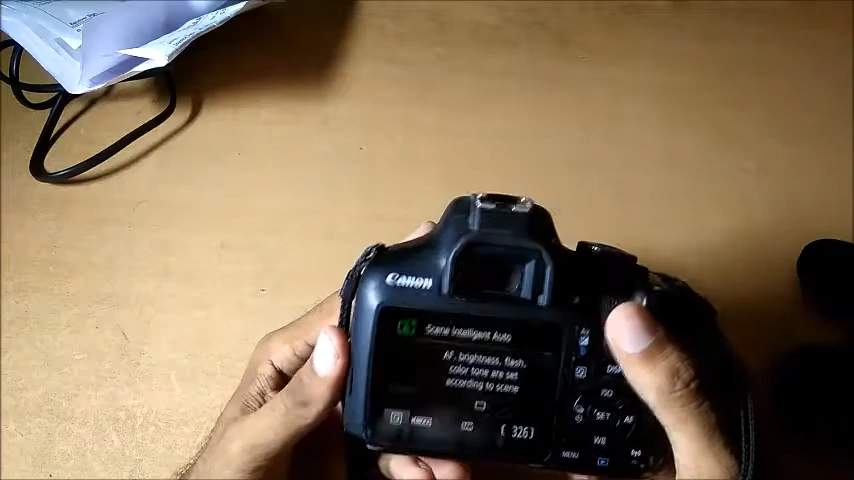 Canon
Scene Intelligent Auto
AF, brightness, flash,
color tone are set
according to scene
[ 326]
Av
DISP.
ISO
SET
AF
WB
MENU